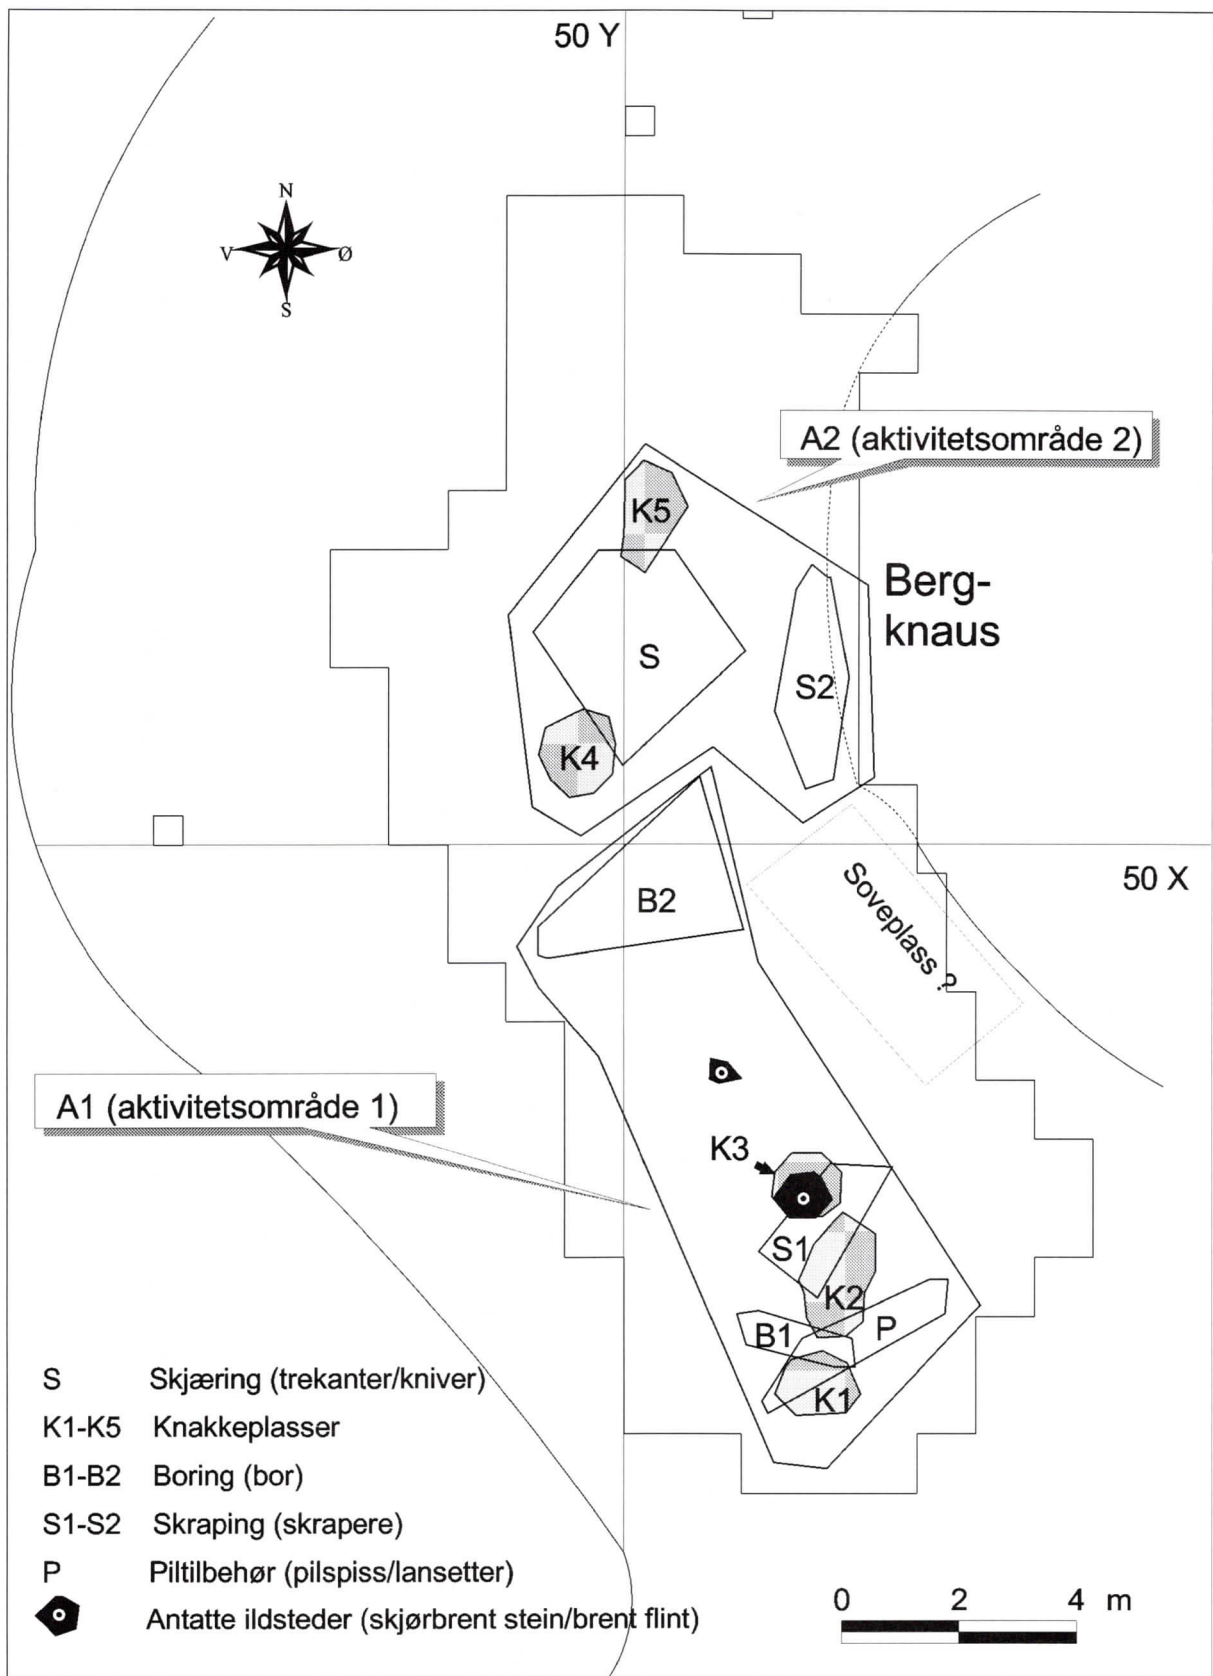 50 Y
N
V Ø
S
A2 (aktivitetsområde 2)
K5
Berg-
knaus
S
S2
K4
50 X
B2
Soveplass ?
A1 (aktivitetsområde 1)
K3
S1
K2
B1
P
K1
S Skjæring (trekanter/kniver)
K1-K5 Knakkeplasser
B1-B2 Boring (bor)
S1-S2 Skraping (skrapere)
P Piltilbehør (pilspiss/lansetter)
Antatte ildsteder (skjørbrent stein/brent flint)
0 2 4 m